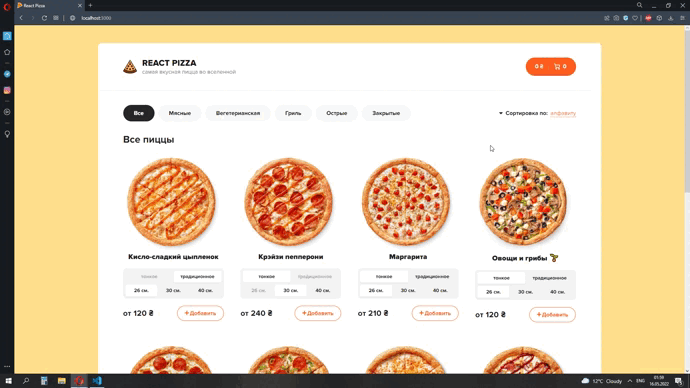 React Pizza
localhost:3000
REACT PIZZA
самая вкусная пицца во вселенной
0 ₴ 0
Все Мясные Вегетерианская Гриль Острые Закрытые
Сортировка по: алфавиту
Все пиццы
Кисло-сладкий цыпленок Крэйзи пепперони Маргарита Овощи и грибы
тонкое традиционное тонкое традиционное тонкое традиционное тонкое традиционное
26 см. 30 см. 40 см. 26 см. 30 см. 40 см. 26 см. 30 см. 40 см. 26 см. 30 см. 40 см.
от 120 ₴ +Добавить от 240 ₴ +Добавить от 210 ₴ +Добавить от 120 ₴ +Добавить
12°C Cloudy ENG 01:39
16.05.2022